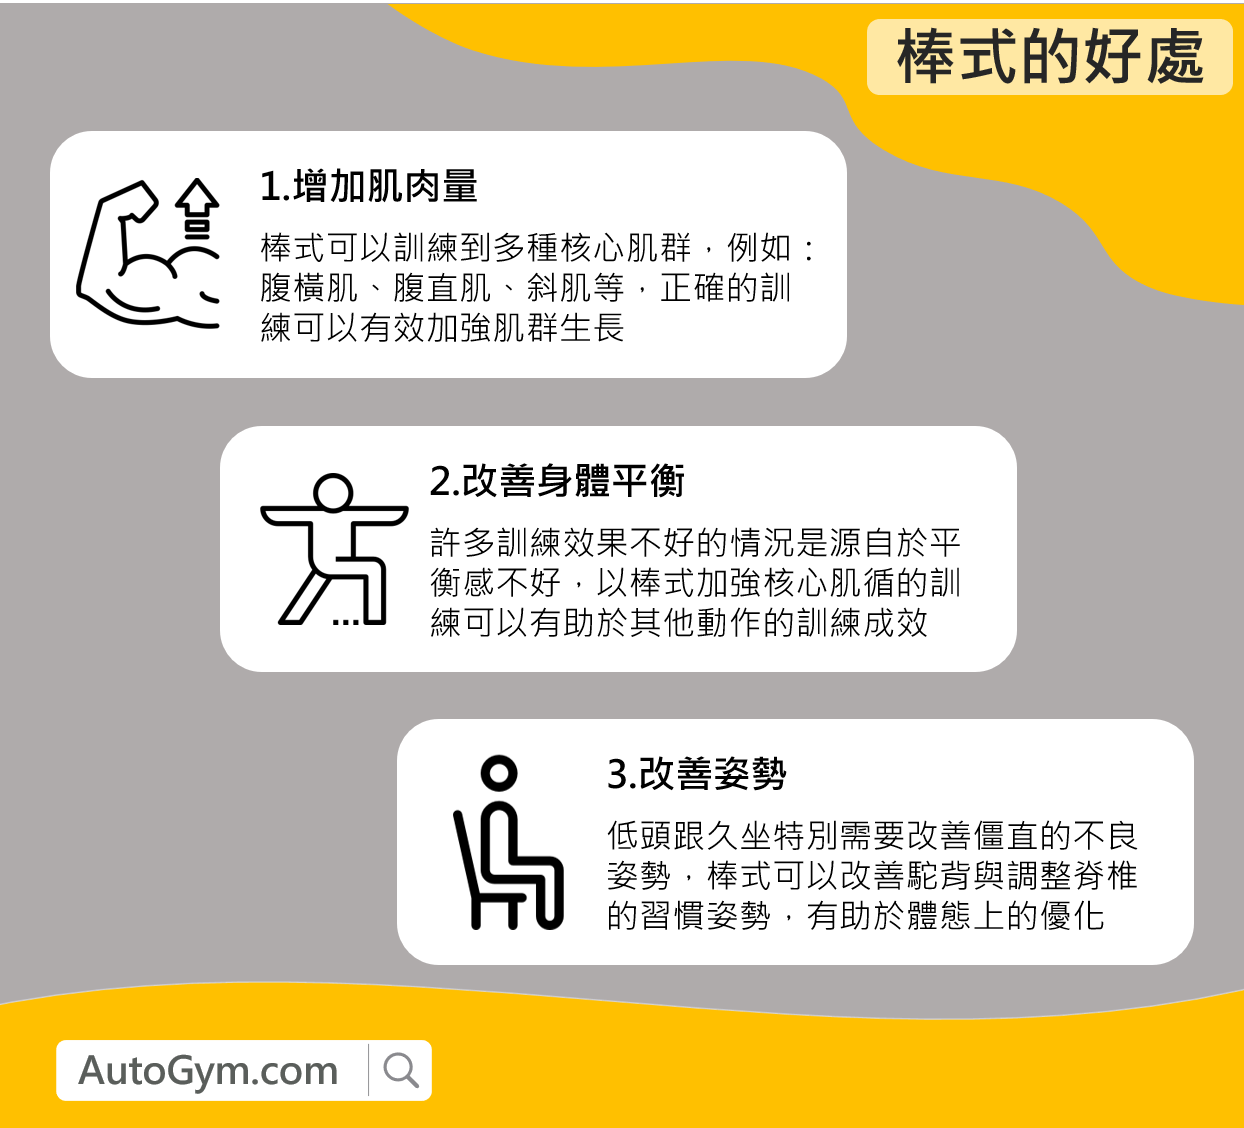 棒式的好處
1.增加肌肉量
棒式可以訓練到多種核心肌群，例如：
腹橫肌、腹直肌、斜肌等，正確的訓
練可以有效加強肌群生長
2.改善身體平衡
許多訓練效果不好的情況是源自於平
衡感不好，以棒式加強核心肌循的訓
練可以有助於其他動作的訓練成效
3.改善姿勢
低頭跟久坐特別需要改善僵直的不良
姿勢，棒式可以改善駝背與調整脊椎
的習慣姿勢，有助於體態上的優化
AutoGym.com